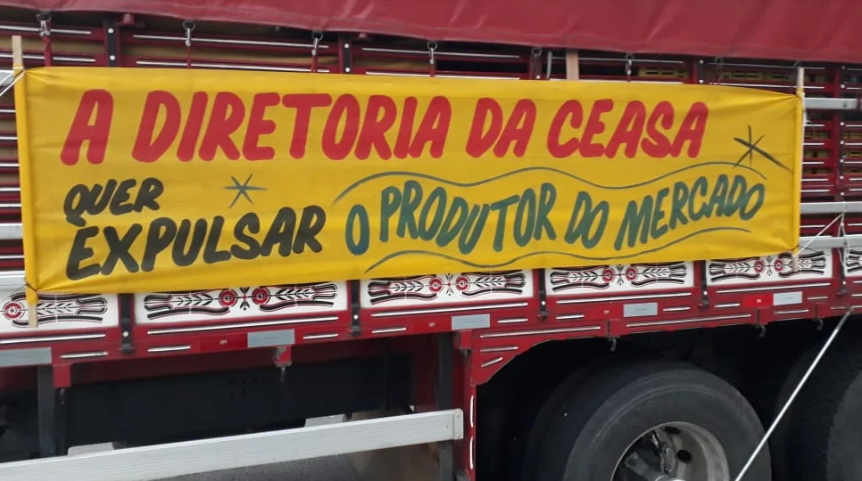 A DIRETORIA DA CEASA
QUER
EXPULSAR O PRODUTOR DO MERCADO